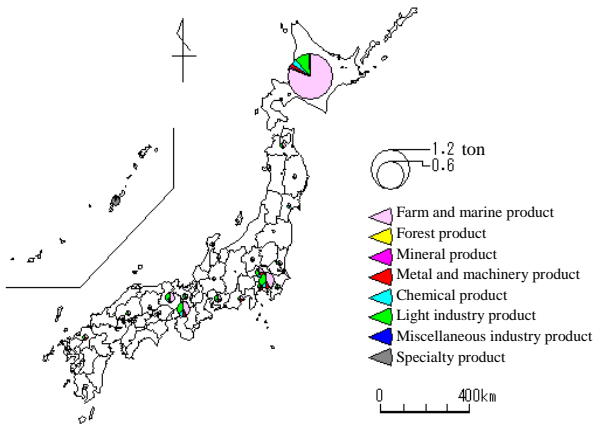 1.2 ton
0.6
Farm and marine product
Forest product
Mineral product
Metal and machinery product
Chemical product
Light industry product
Miscellaneous industry product
Specialty product
0 400km